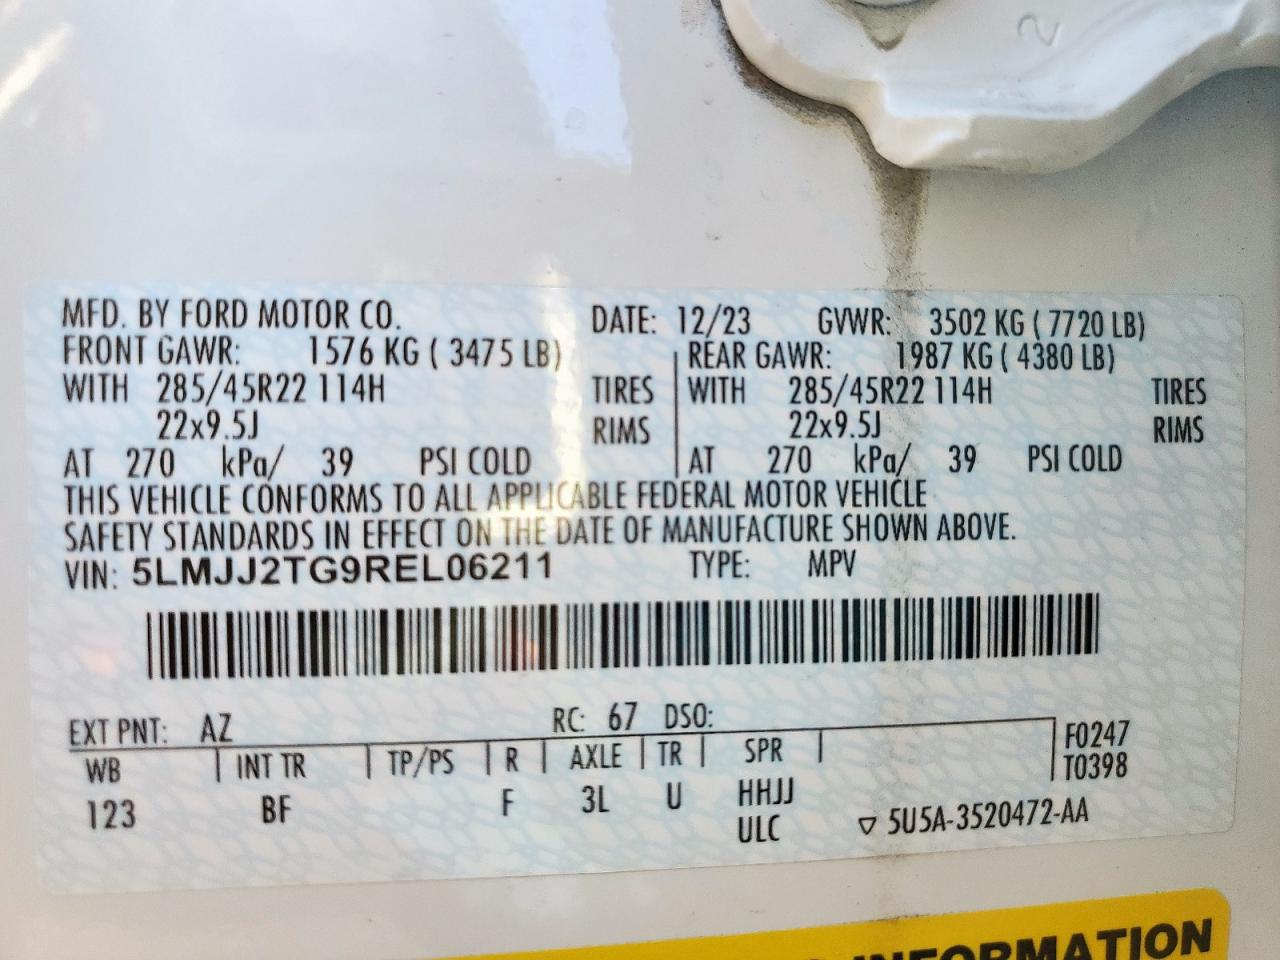 2
MFD. BY FORD MOTOR CO. DATE: 12/23 GVWR: 3502 KG ( 7720 LB)
FRONT GAWR: 1576 KG ( 3475 LB) REAR GAWR: 1987 KG ( 4380 LB)
WITH 285/45R22 114H TIRES WITH 285/45R22 114H TIRES
22x9.5J RIMS 22x9.5J RIMS
AT 270 kPa/ 39 PSI COLD AT 270 kPa/ 39 PSI COLD
THIS VEHICLE CONFORMS TO ALL APPLICABLE FEDERAL MOTOR VEHICLE
SAFETY STANDARDS IN EFFECT ON THE DATE OF MANUFACTURE SHOWN ABOVE.
VIN: 5LMJJ2TG9REL06211 TYPE: MPV
EXT PNT: AZ RC: 67 DSO:
WB INT TR TP/PS R AXLE TR SPR F0247
T0398
123 BF F 3L U HHJJ
ULC ▽ 5U5A-3520472-AA
INFORMATION